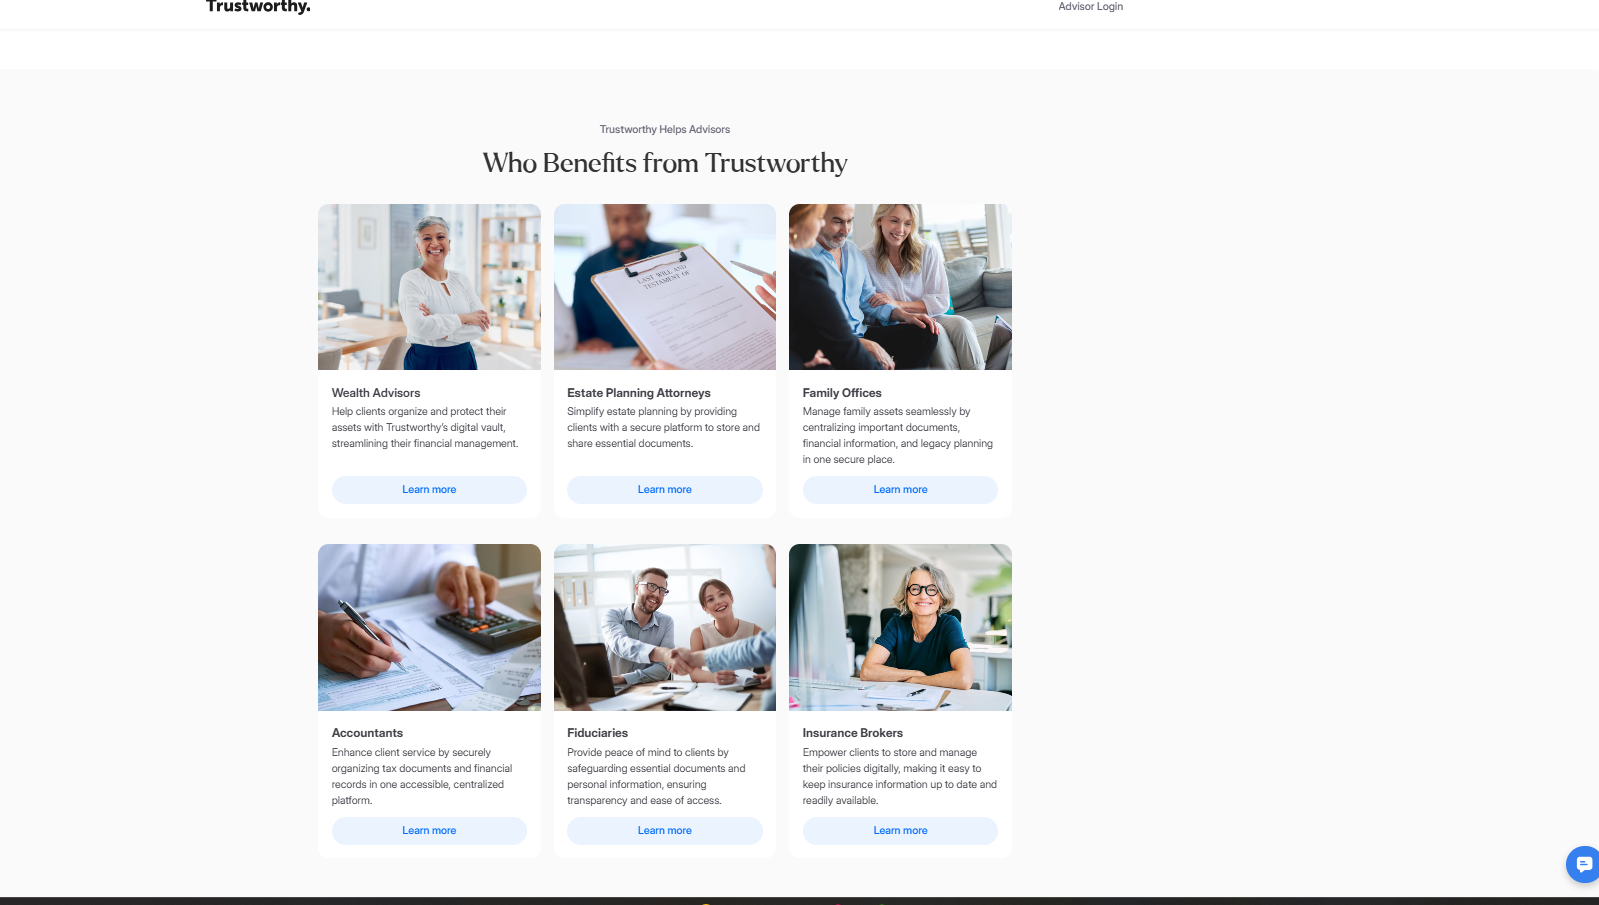 Trustworthy.
Advisor Login
Trustworthy Helps Advisors
Who Benefits from Trustworthy
LAST WILL AND
TESTAMENT OF
Wealth Advisors
Help clients organize and protect their
assets with Trustworthy's digital vault,
streamlining their financial management.
Learn more
Estate Planning Attorneys
Simplify estate planning by providing
clients with a secure platform to store and
share essential documents.
Learn more
Family Offices
Manage family assets seamlessly by
centralizing important documents,
financial information, and legacy planning
in one secure place.
Learn more
Accountants
Enhance client service by securely
organizing tax documents and financial
records in one accessible, centralized
platform.
Learn more
Fiduciaries
Provide peace of mind to clients by
safeguarding essential documents and
personal information, ensuring
transparency and ease of access.
Learn more
Insurance Brokers
Empower clients to store and manage
their policies digitally, making it easy to
keep insurance information up to date and
readily available.
Learn more